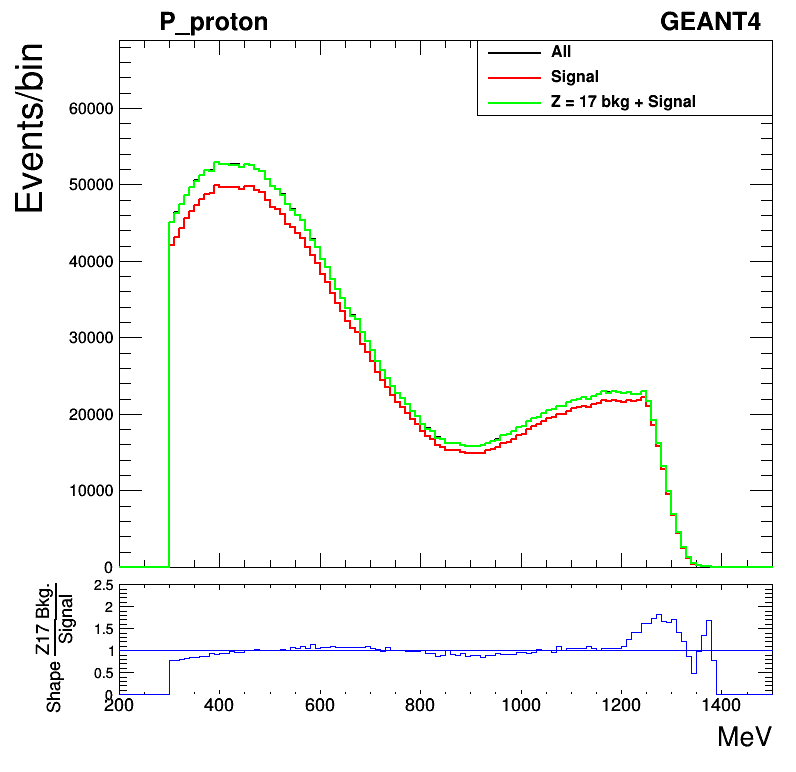 P_proton GEANT4
Events/bin
All
Signal
Z = 17 bkg + Signal
60000
50000
40000
30000
20000
10000
0
Shape Z17 Bkg. / Signal
2.5
2
1.5
1
0.5
0
200 400 600 800 1000 1200 1400
MeV